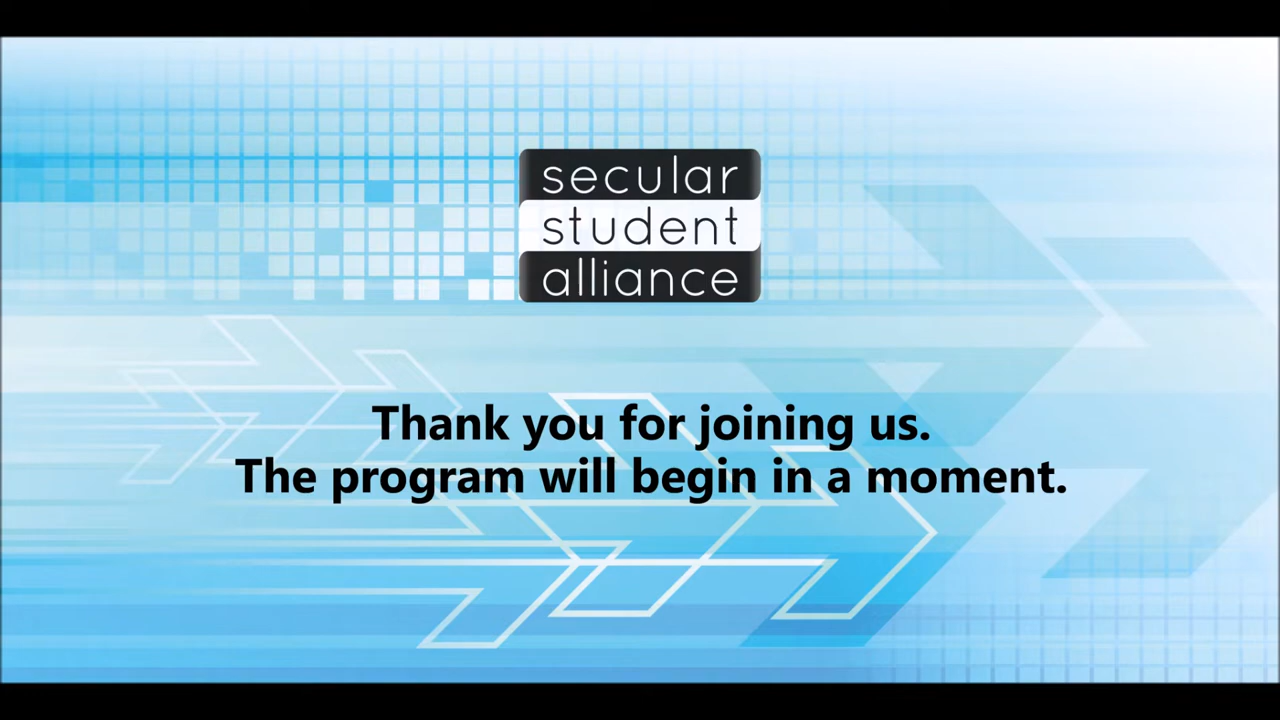 secular
student
alliance
Thank you for joining us.
The program will begin in a moment.